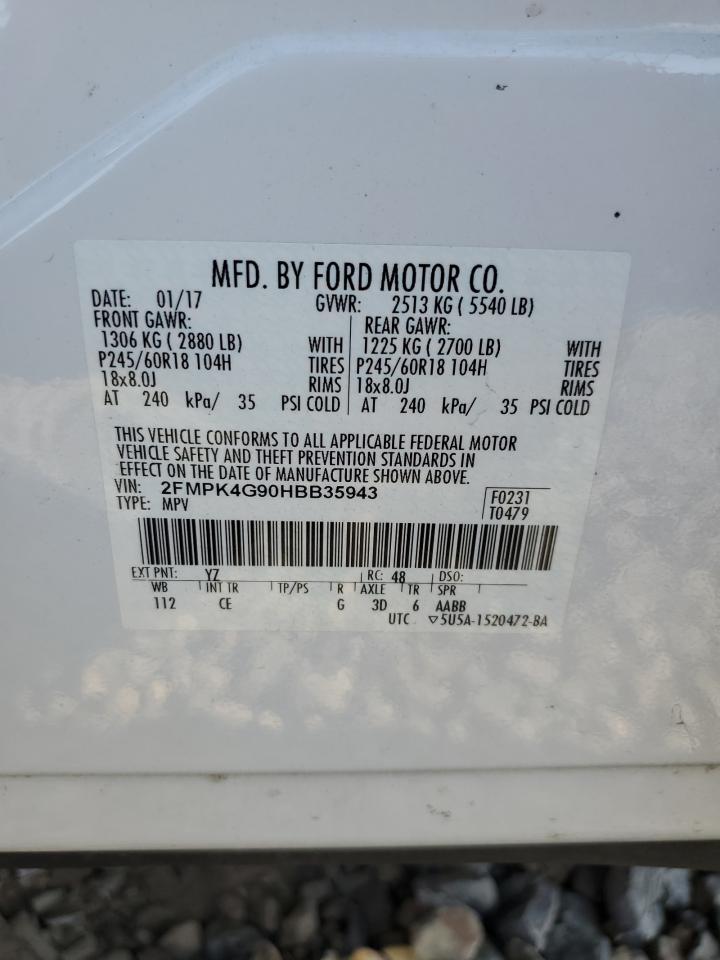 MFD. BY FORD MOTOR CO.
DATE: 01/17 GVWR: 2513 KG ( 5540 LB)
FRONT GAWR: REAR GAWR:
1306 KG ( 2880 LB) WITH 1225 KG ( 2700 LB) WITH
P245/60R18 104H TIRES P245/60R18 104H TIRES
18x8.0J RIMS 18x8.0J RIMS
AT 240 kPa/ 35 PSI COLD AT 240 kPa/ 35 PSI COLD
THIS VEHICLE CONFORMS TO ALL APPLICABLE FEDERAL MOTOR
VEHICLE SAFETY AND THEFT PREVENTION STANDARDS IN
EFFECT ON THE DATE OF MANUFACTURE SHOWN ABOVE.
VIN: 2FMPK4G90HBB35943 F0231
TYPE: MPV T0479
EXT PNT: YZ RC: 48 DSO:
WB INT TR TP/PS R AXLE TR SPR
112 CE G 3D 6 AABB
UTC ▽5U5A-1520472-BA